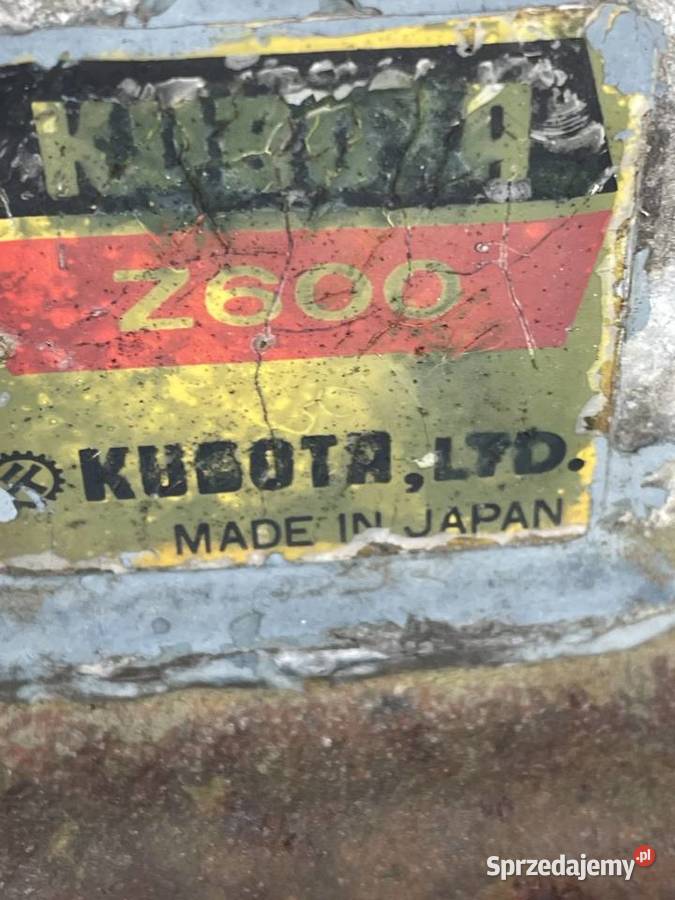 KUBOTA
Z600
KUBOTA, LTD.
MADE IN JAPAN
Sprzedajemy.pl